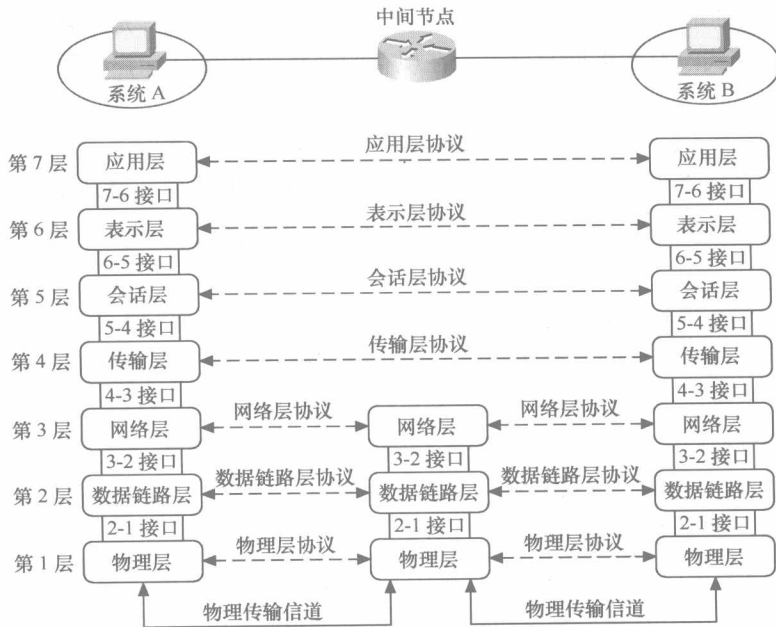 中间节点
系统 A
系统 B
第 7 层 应用层 应用层协议 应用层
7-6 接口 7-6 接口
第 6 层 表示层 表示层协议 表示层
6-5 接口 6-5 接口
第 5 层 会话层 会话层协议 会话层
5-4 接口 5-4 接口
第 4 层 传输层 传输层协议 传输层
4-3 接口 4-3 接口
第 3 层 网络层 网络层协议 网络层 网络层协议 网络层
3-2 接口 3-2 接口 3-2 接口
第 2 层 数据链路层 数据链路层协议 数据链路层 数据链路层协议 数据链路层
2-1 接口 2-1 接口 2-1 接口
第 1 层 物理层 物理层协议 物理层 物理层协议 物理层
物理传输信道 物理传输信道